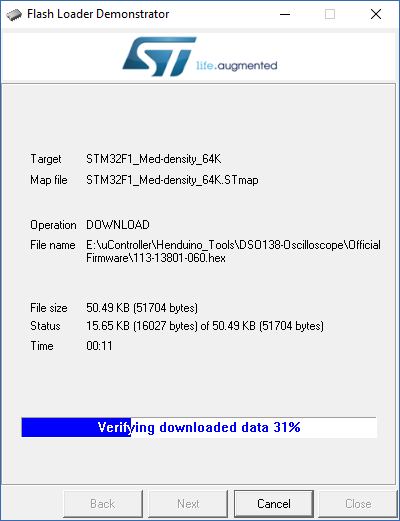 Flash Loader Demonstrator
ST life.augmented
Target STM32F1_Med-density_64K
Map file STM32F1_Med-density_64K.STmap
Operation DOWNLOAD
File name E:\uController\Henduino_Tools\DSO138-Oscilloscope\Official
Firmware\113-13801-060.hex
File size 50.49 KB (51704 bytes)
Status 15.65 KB (16027 bytes) of 50.49 KB (51704 bytes)
Time 00:11
Verifying downloaded data 31%
Back Next Cancel Close